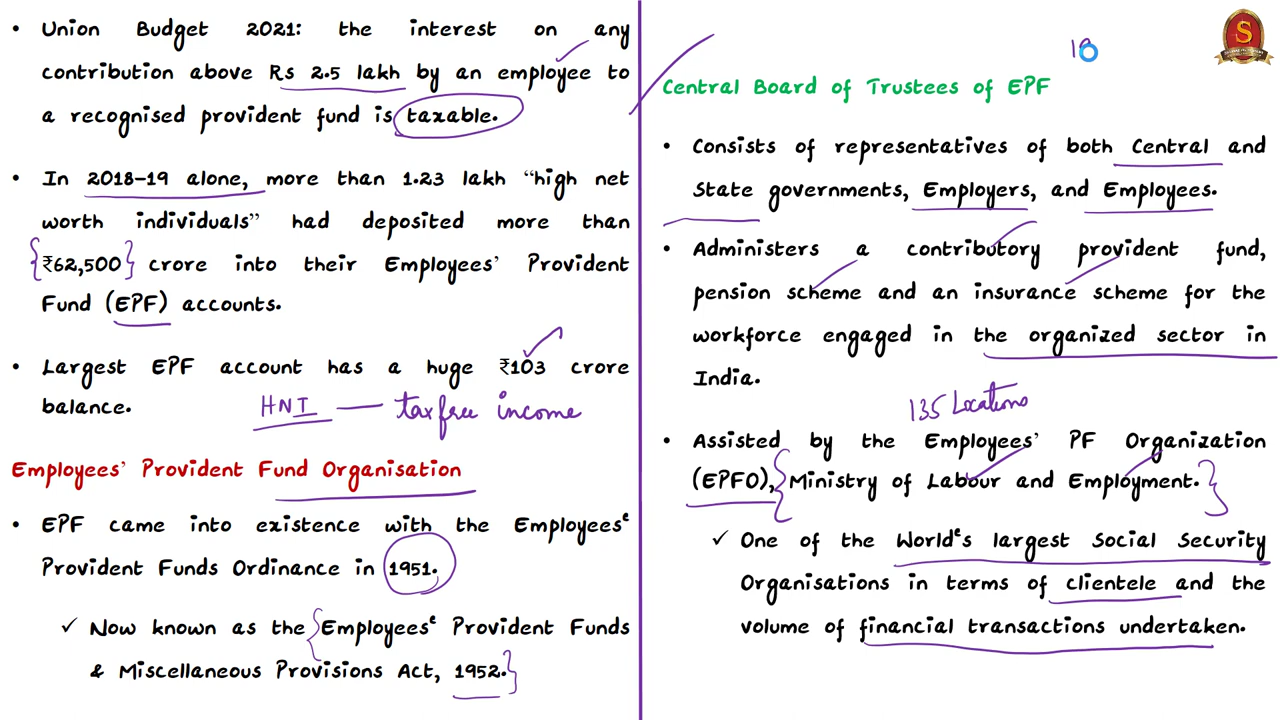 • Union Budget 2021: the interest on any
contribution above Rs 2.5 lakh by an employee to
a recognised provident fund is taxable.
• In 2018-19 alone, more than 1.23 lakh “high net
worth individuals” had deposited more than
₹62,500 crore into their Employees’ Provident
Fund (EPF) accounts.
• Largest EPF account has a huge ₹103 crore
balance.
HNI — tax free income
Employees’ Provident Fund Organisation
• EPF came into existence with the Employeesᶜ
Provident Funds Ordinance in 1951.
✓ Now known as the Employeesᶜ Provident Funds
& Miscellaneous Provisions Act, 1952.
S
Central Board of Trustees of EPF
• Consists of representatives of both Central and
State governments, Employers, and Employees.
• Administers a contributory provident fund,
pension scheme and an insurance scheme for the
workforce engaged in the organized sector in
India.
135 Locations
• Assisted by the Employees’ PF Organization
(EPFO), Ministry of Labour and Employment.
✓ One of the Worldᶜs largest Social Security
Organisations in terms of clientele and the
volume of financial transactions undertaken.